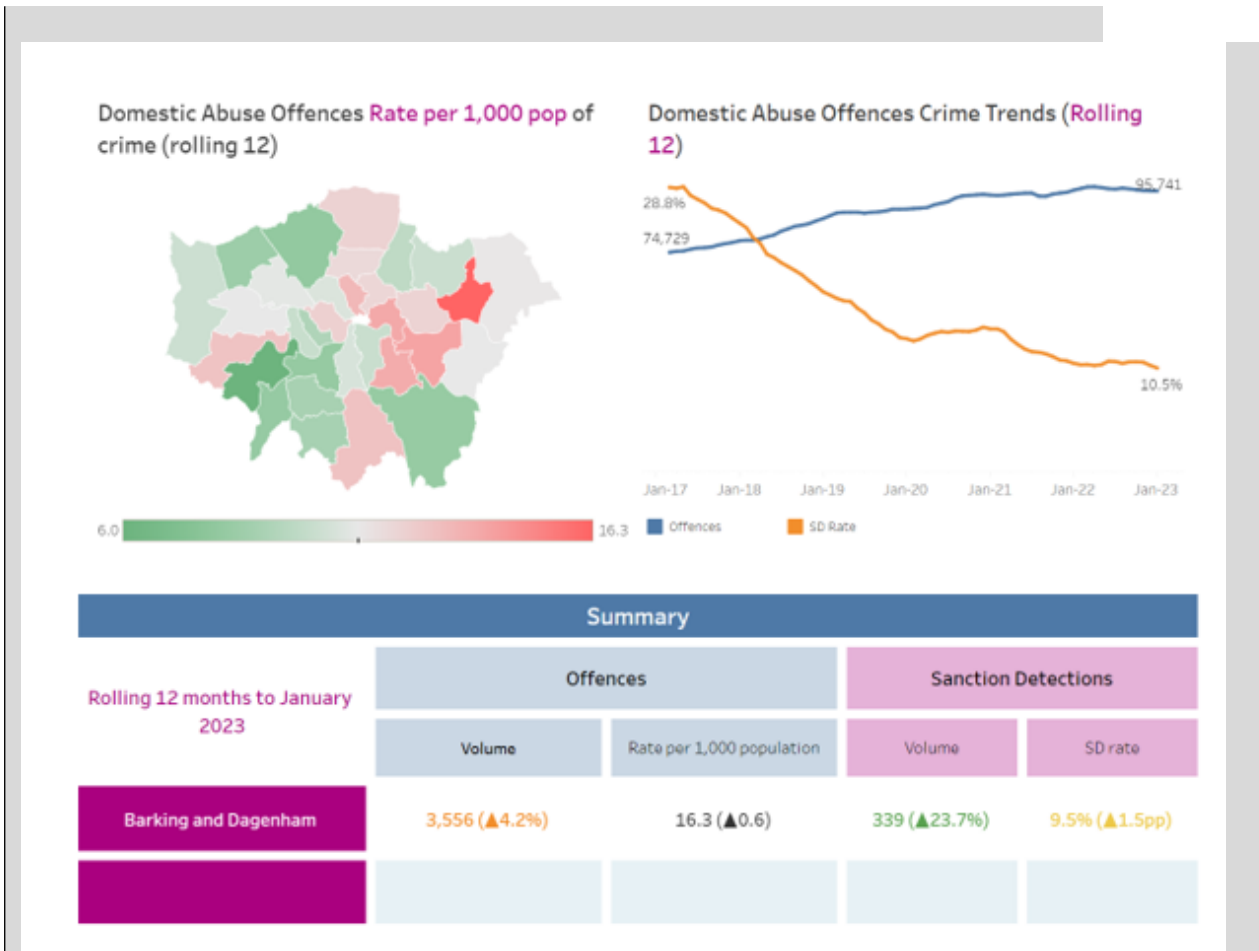 Domestic Abuse Offences Rate per 1,000 pop of
crime (rolling 12)
6.0
16.3
Domestic Abuse Offences Crime Trends (Rolling
12)
28.8%
74,729
95,741
10.5%
Jan-17 Jan-18 Jan-19 Jan-20 Jan-21 Jan-22 Jan-23
Offences SD Rate
Summary
Rolling 12 months to January
2023
Offences
Sanction Detections
Volume
Rate per 1,000 population
Volume
SD rate
Barking and Dagenham
3,556 (▲4.2%)
16.3 (▲0.6)
339 (▲23.7%)
9.5% (▲1.5pp)